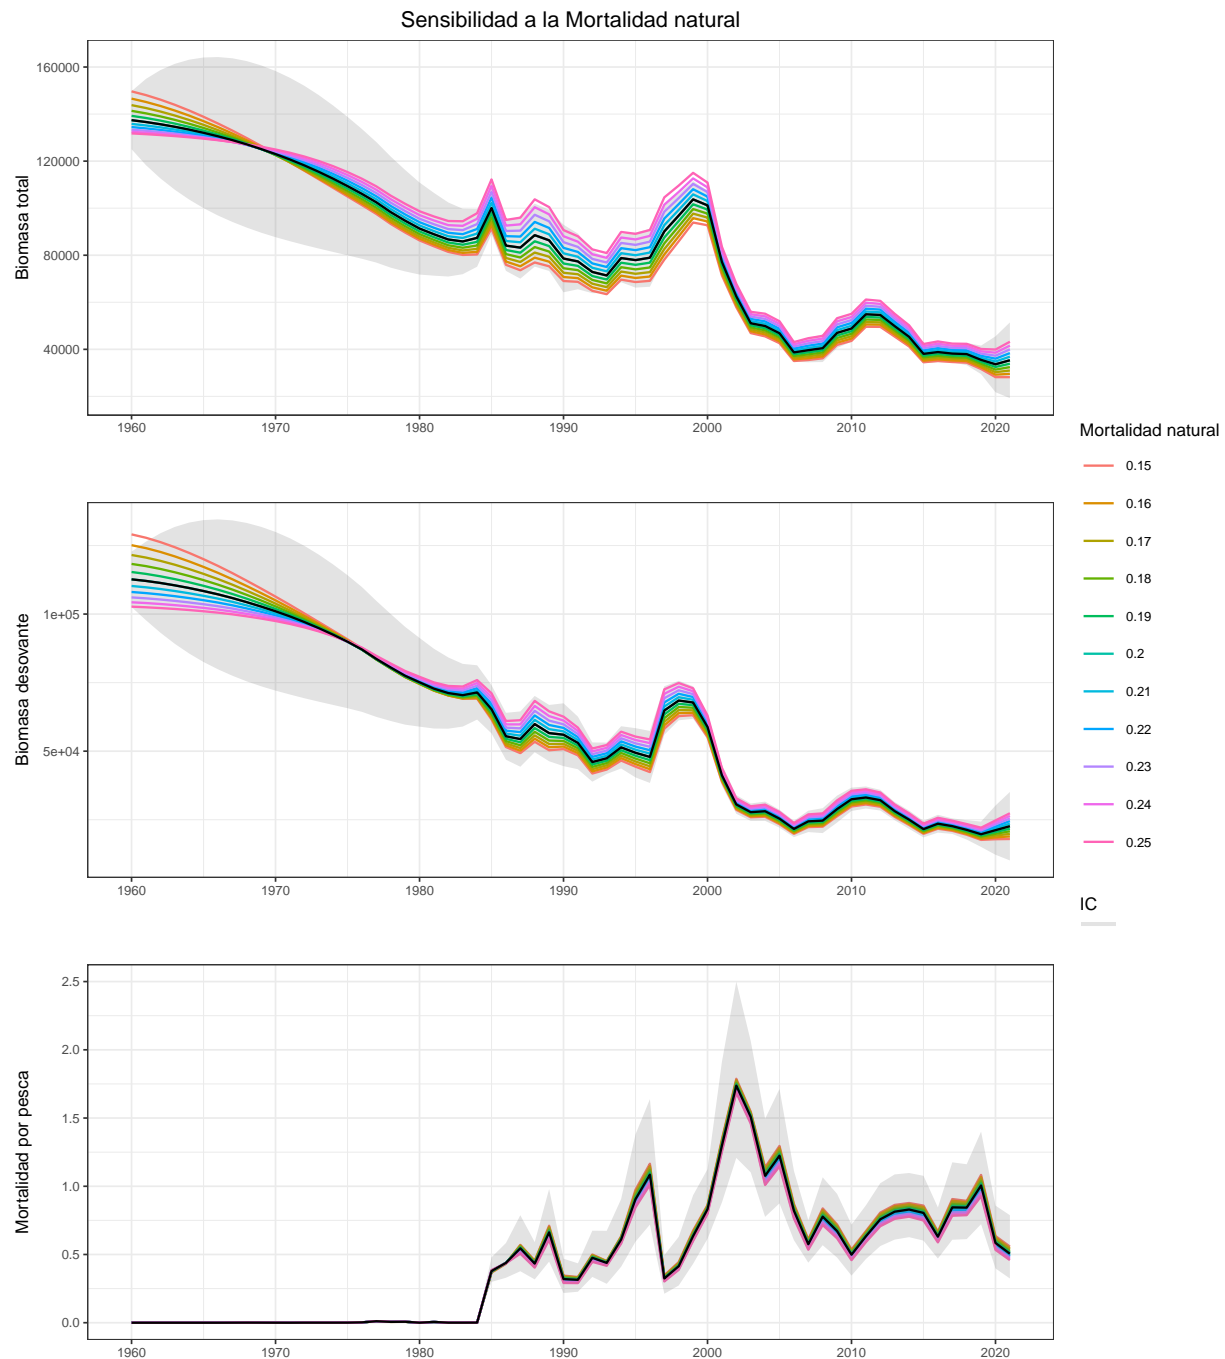 Sensibilidad a la Mortalidad natural
Biomasa total
160000
120000
80000
40000
1960 1970 1980 1990 2000 2010 2020
Biomasa desovante
1e+05
5e+04
1960 1970 1980 1990 2000 2010 2020
Mortalidad por pesca
2.5
2.0
1.5
1.0
0.5
0.0
1960 1970 1980 1990 2000 2010 2020
Mortalidad natural
0.15
0.16
0.17
0.18
0.19
0.2
0.21
0.22
0.23
0.24
0.25
IC